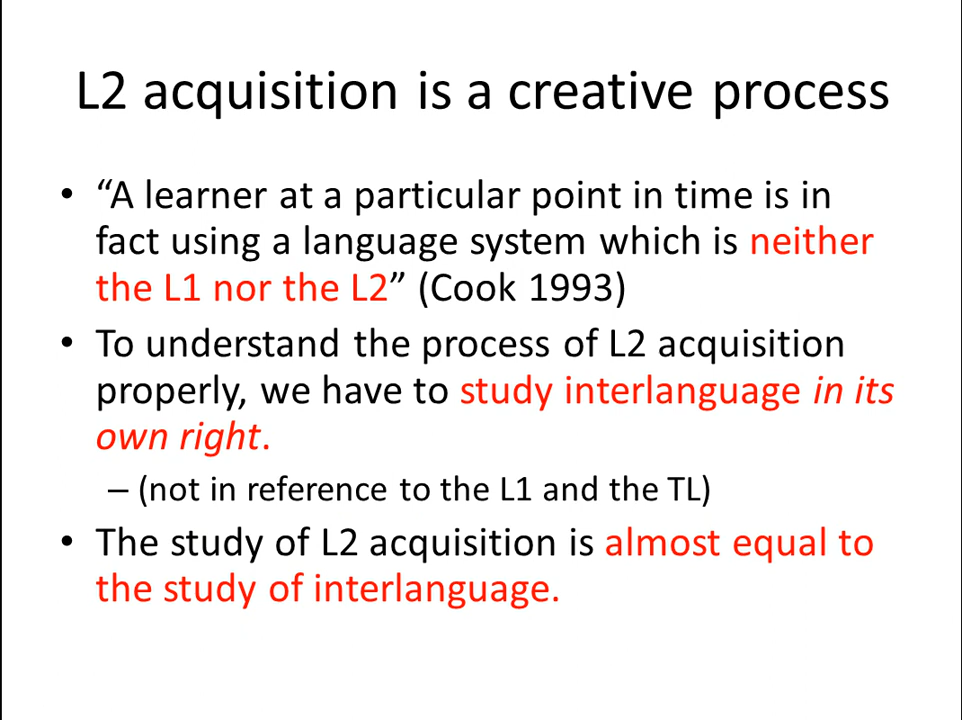 L2 acquisition is a creative process
• “A learner at a particular point in time is in
fact using a language system which is neither
the L1 nor the L2” (Cook 1993)
• To understand the process of L2 acquisition
properly, we have to study interlanguage in its
own right.
– (not in reference to the L1 and the TL)
• The study of L2 acquisition is almost equal to
the study of interlanguage.